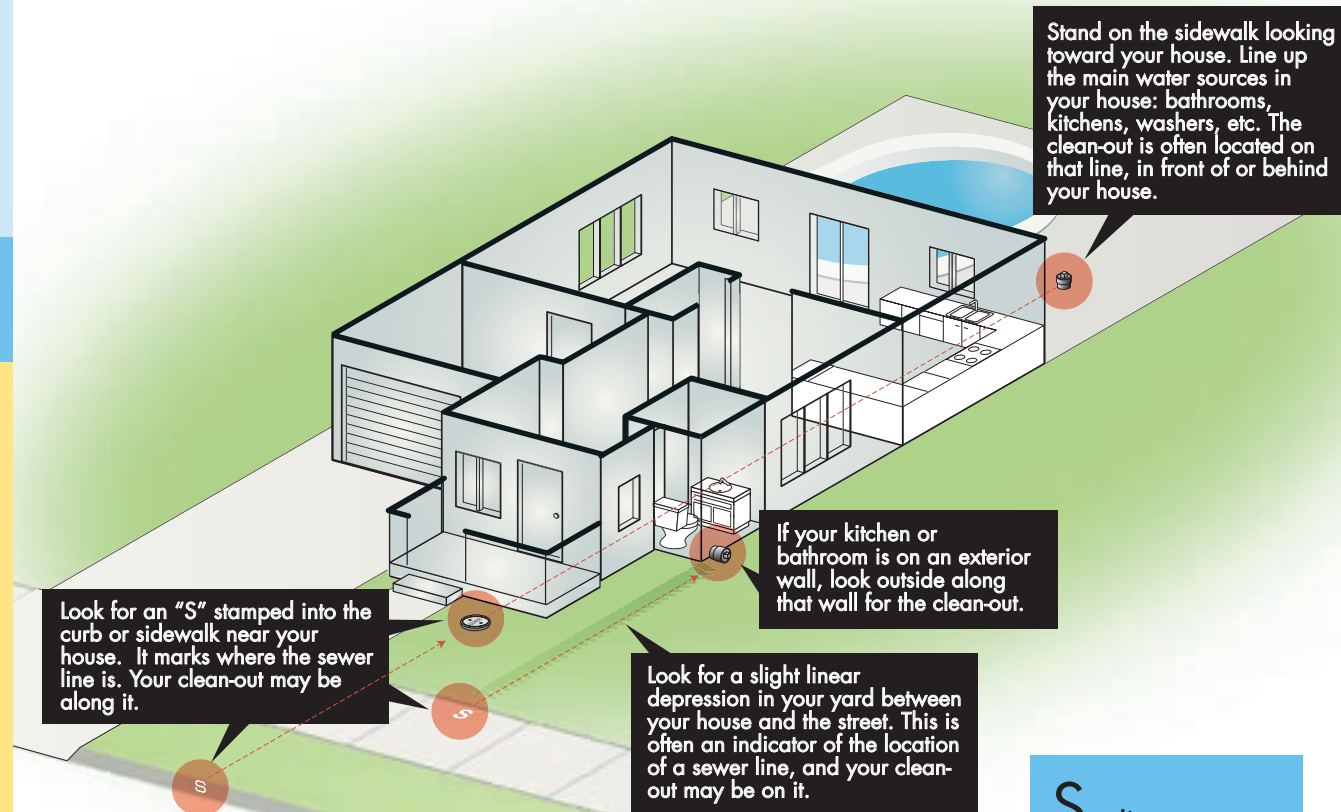 Stand on the sidewalk looking
toward your house. Line up
the main water sources in
your house: bathrooms,
kitchens, washers, etc. The
clean-out is often located on
that line, in front of or behind
your house.
If your kitchen or
bathroom is on an exterior
wall, look outside along
that wall for the clean-out.
Look for an “S” stamped into the
curb or sidewalk near your
house.  It marks where the sewer
line is. Your clean-out may be
along it.
Look for a slight linear
depression in your yard between
your house and the street. This is
often an indicator of the location
of a sewer line, and your clean-
out may be on it.
S
S
S